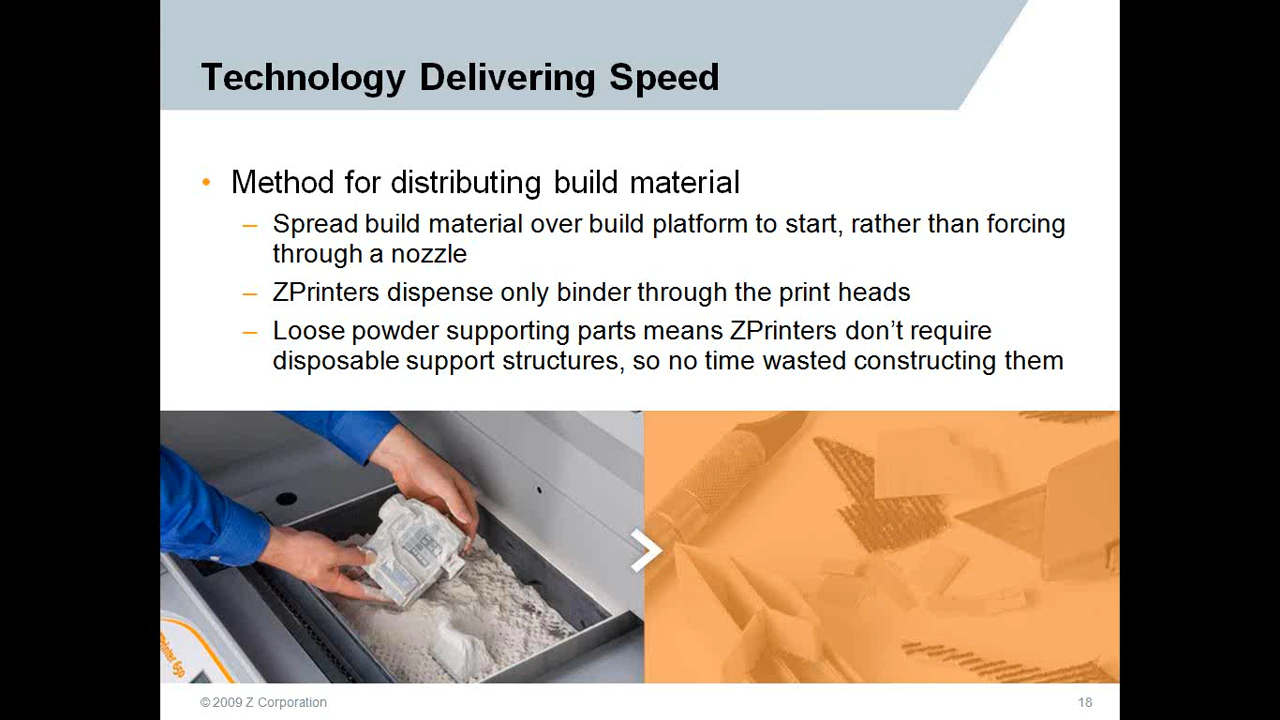 Technology Delivering Speed
• Method for distributing build material
– Spread build material over build platform to start, rather than forcing
through a nozzle
– ZPrinters dispense only binder through the print heads
– Loose powder supporting parts means ZPrinters don’t require
disposable support structures, so no time wasted constructing them
ZPrinter 650
© 2009 Z Corporation
18